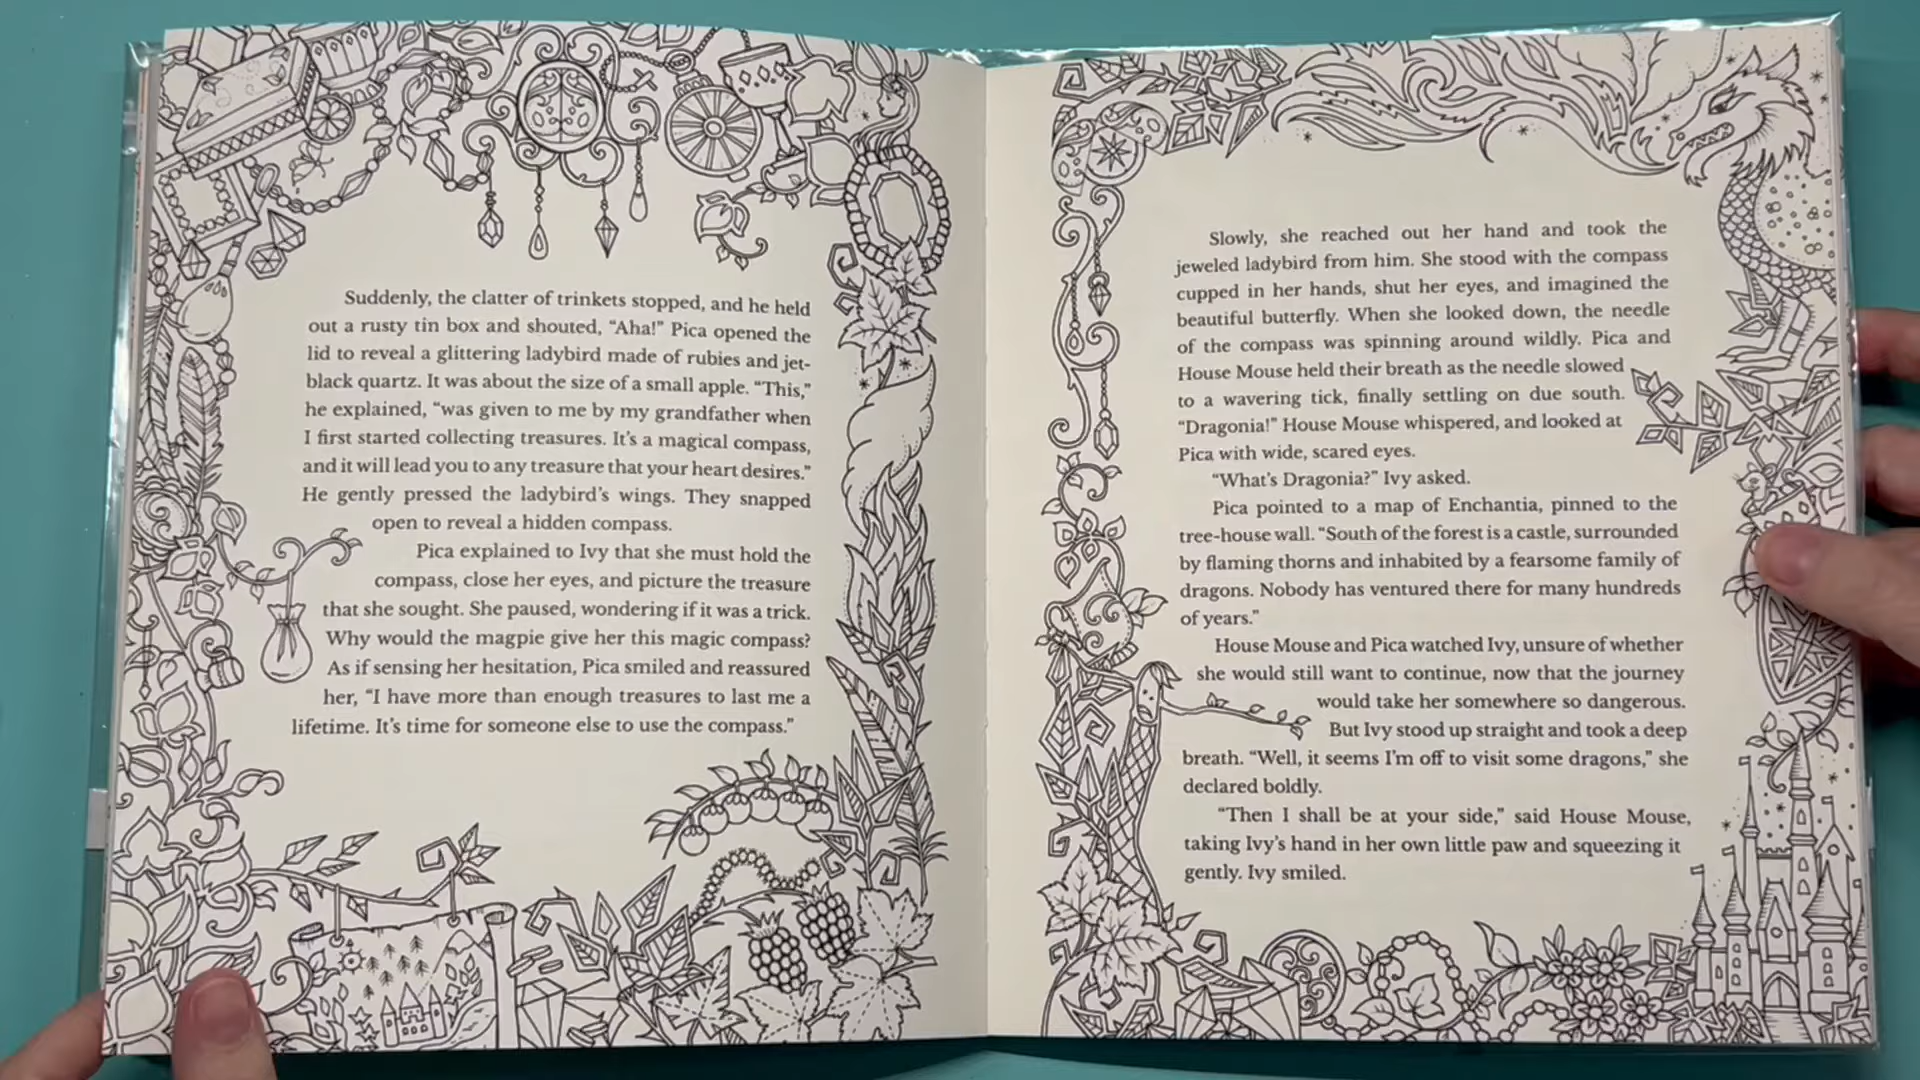 Suddenly, the clatter of trinkets stopped, and he held
out a rusty tin box and shouted, “Aha!” Pica opened the
lid to reveal a glittering ladybird made of rubies and jet-
black quartz. It was about the size of a small apple. “This,”
he explained, “was given to me by my grandfather when
I first started collecting treasures. It’s a magical compass,
and it will lead you to any treasure that your heart desires.”
He gently pressed the ladybird’s wings. They snapped
open to reveal a hidden compass.
Pica explained to Ivy that she must hold the
compass, close her eyes, and picture the treasure
that she sought. She paused, wondering if it was a trick.
Why would the magpie give her this magic compass?
As if sensing her hesitation, Pica smiled and reassured
her, “I have more than enough treasures to last me a
lifetime. It’s time for someone else to use the compass.”
Slowly, she reached out her hand and took the
jeweled ladybird from him. She stood with the compass
cupped in her hands, shut her eyes, and imagined the
beautiful butterfly. When she looked down, the needle
of the compass was spinning around wildly. Pica and
House Mouse held their breath as the needle slowed
to a wavering tick, finally settling on due south.
“Dragonia!” House Mouse whispered, and looked at
Pica with wide, scared eyes.
“What’s Dragonia?” Ivy asked.
Pica pointed to a map of Enchantia, pinned to the
tree-house wall. “South of the forest is a castle, surrounded
by flaming thorns and inhabited by a fearsome family of
dragons. Nobody has ventured there for many hundreds
of years.”
House Mouse and Pica watched Ivy, unsure of whether
she would still want to continue, now that the journey
would take her somewhere so dangerous.
But Ivy stood up straight and took a deep
breath. “Well, it seems I’m off to visit some dragons,” she
declared boldly.
“Then I shall be at your side,” said House Mouse,
taking Ivy’s hand in her own little paw and squeezing it
gently. Ivy smiled.